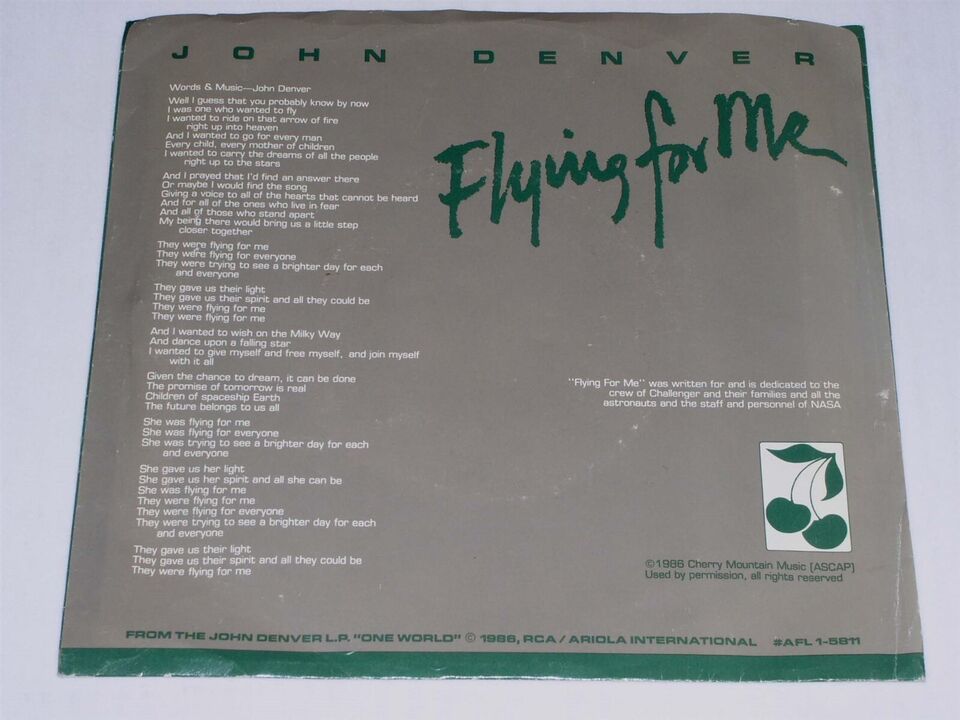 JOHN DENVER
Flying for Me
Words & Music—John Denver
Well I guess that you probably know by now
I was one who wanted to fly
I wanted to ride on that arrow of fire
right up into heaven
And I wanted to go for every man
Every child, every mother of children
I wanted to carry the dreams of all the people
right up to the stars
And I prayed that I'd find an answer there
Or maybe I would find the song
Giving a voice to all of the hearts that cannot be heard
And for all of the ones who live in fear
And all of those who stand apart
My being there would bring us a little step
closer together
They were flying for me
They were flying for everyone
They were trying to see a brighter day for each
and everyone
They gave us their light
They gave us their spirit and all they could be
They were flying for me
They were flying for me
And I wanted to wish on the Milky Way
And dance upon a falling star
I wanted to give myself and free myself, and join myself
with it all
Given the chance to dream, it can be done
The promise of tomorrow is real
Children of spaceship Earth
The future belongs to us all
She was flying for me
She was flying for everyone
She was trying to see a brighter day for each
and everyone
She gave us her light
She gave us her spirit and all she can be
She was flying for me
They were flying for me
They were flying for everyone
They were trying to see a brighter day for each
and everyone
They gave us their light
They gave us their spirit and all they could be
They were flying for me
"Flying For Me" was written for and is dedicated to the
crew of Challenger and their families and all the
astronauts and the staff and personnel of NASA
©1986 Cherry Mountain Music (ASCAP)
Used by permission, all rights reserved
FROM THE JOHN DENVER L.P. "ONE WORLD" © 1986, RCA / ARIOLA INTERNATIONAL #AFL 1-5811